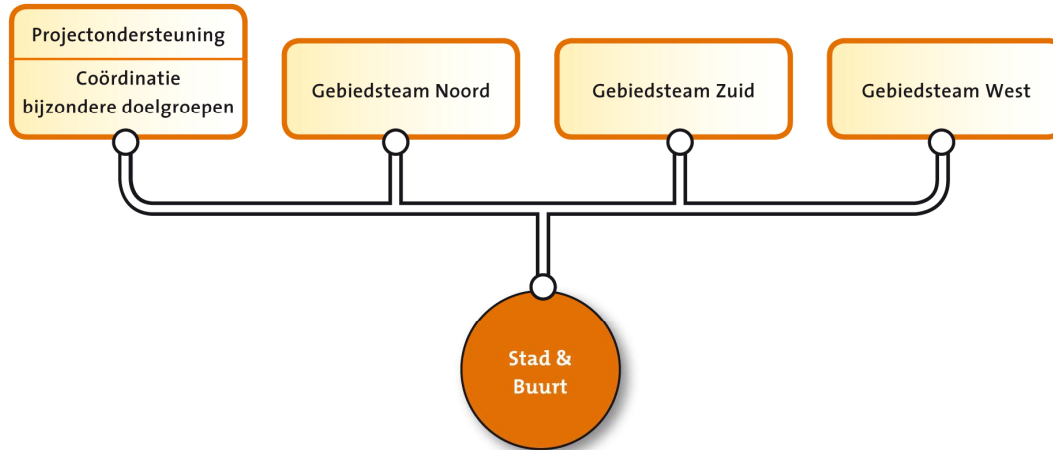 Projectondersteuning
Coördinatie
bijzondere doelgroepen
Gebiedsteam Noord
Gebiedsteam Zuid
Gebiedsteam West
Stad &
Buurt